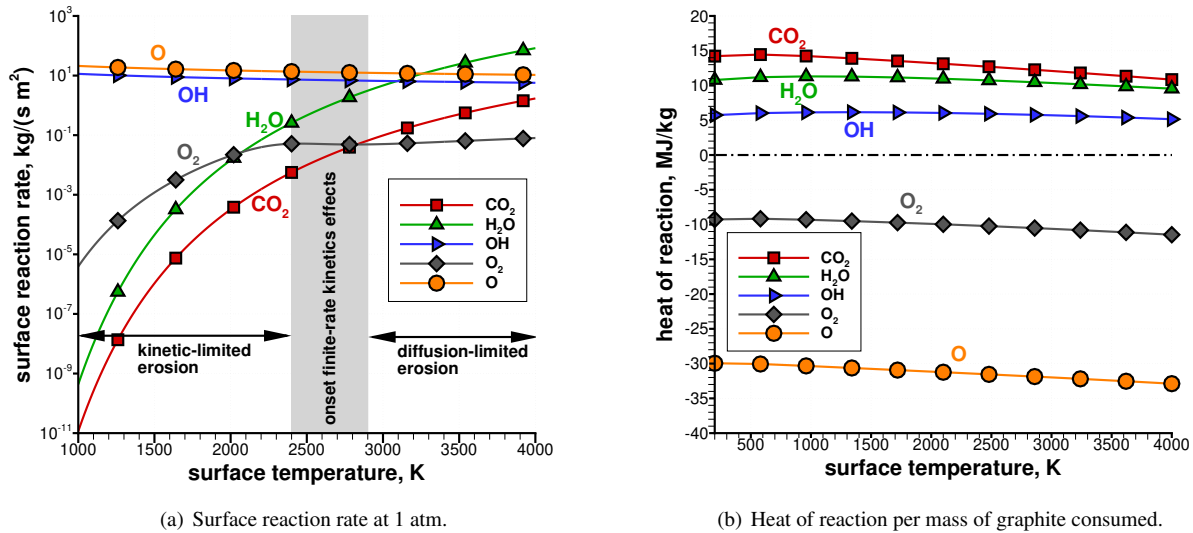 surface reaction rate, kg/(s m²)
10³
10¹
10⁻¹
10⁻³
10⁻⁵
10⁻⁷
10⁻⁹
10⁻¹¹
O
OH
H₂O
O₂
CO₂
CO₂
H₂O
OH
O₂
O
kinetic-limited
erosion
onset finite-rate kinetics effects
diffusion-limited
erosion
1000 1500 2000 2500 3000 3500 4000
surface temperature, K
(a) Surface reaction rate at 1 atm.
heat of reaction, MJ/kg
20
15
10
5
0
-5
-10
-15
-20
-25
-30
-35
-40
CO₂
H₂O
OH
O₂
CO₂
H₂O
OH
O₂
O
O
500 1000 1500 2000 2500 3000 3500 4000
surface temperature, K
(b) Heat of reaction per mass of graphite consumed.